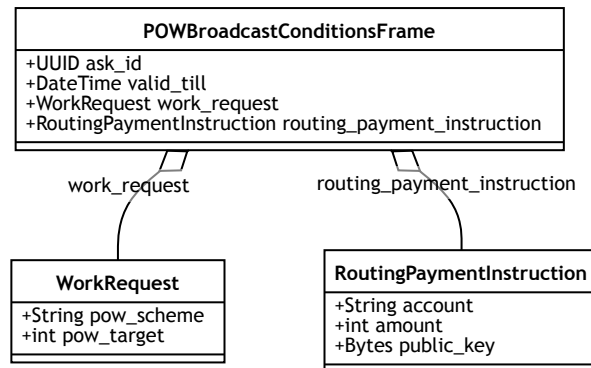 POWBroadcastConditionsFrame
+UUID ask_id
+DateTime valid_till
+WorkRequest work_request
+RoutingPaymentInstruction routing_payment_instruction
work_request
routing_payment_instruction
WorkRequest
+String pow_scheme
+int pow_target
RoutingPaymentInstruction
+String account
+int amount
+Bytes public_key